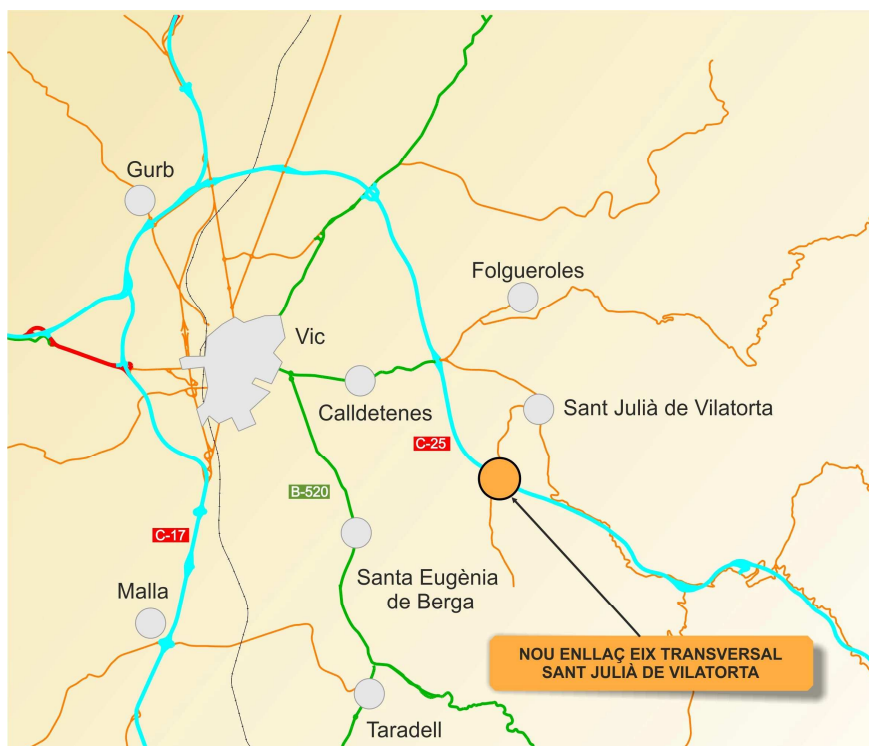 Gurb
Folgueroles
Vic
Calldetenes
Sant Julià de Vilatorta
C-25
B-520
C-17
Santa Eugènia
de Berga
Malla
NOU ENLLAÇ EIX TRANSVERSAL
SANT JULIÀ DE VILATORTA
Taradell